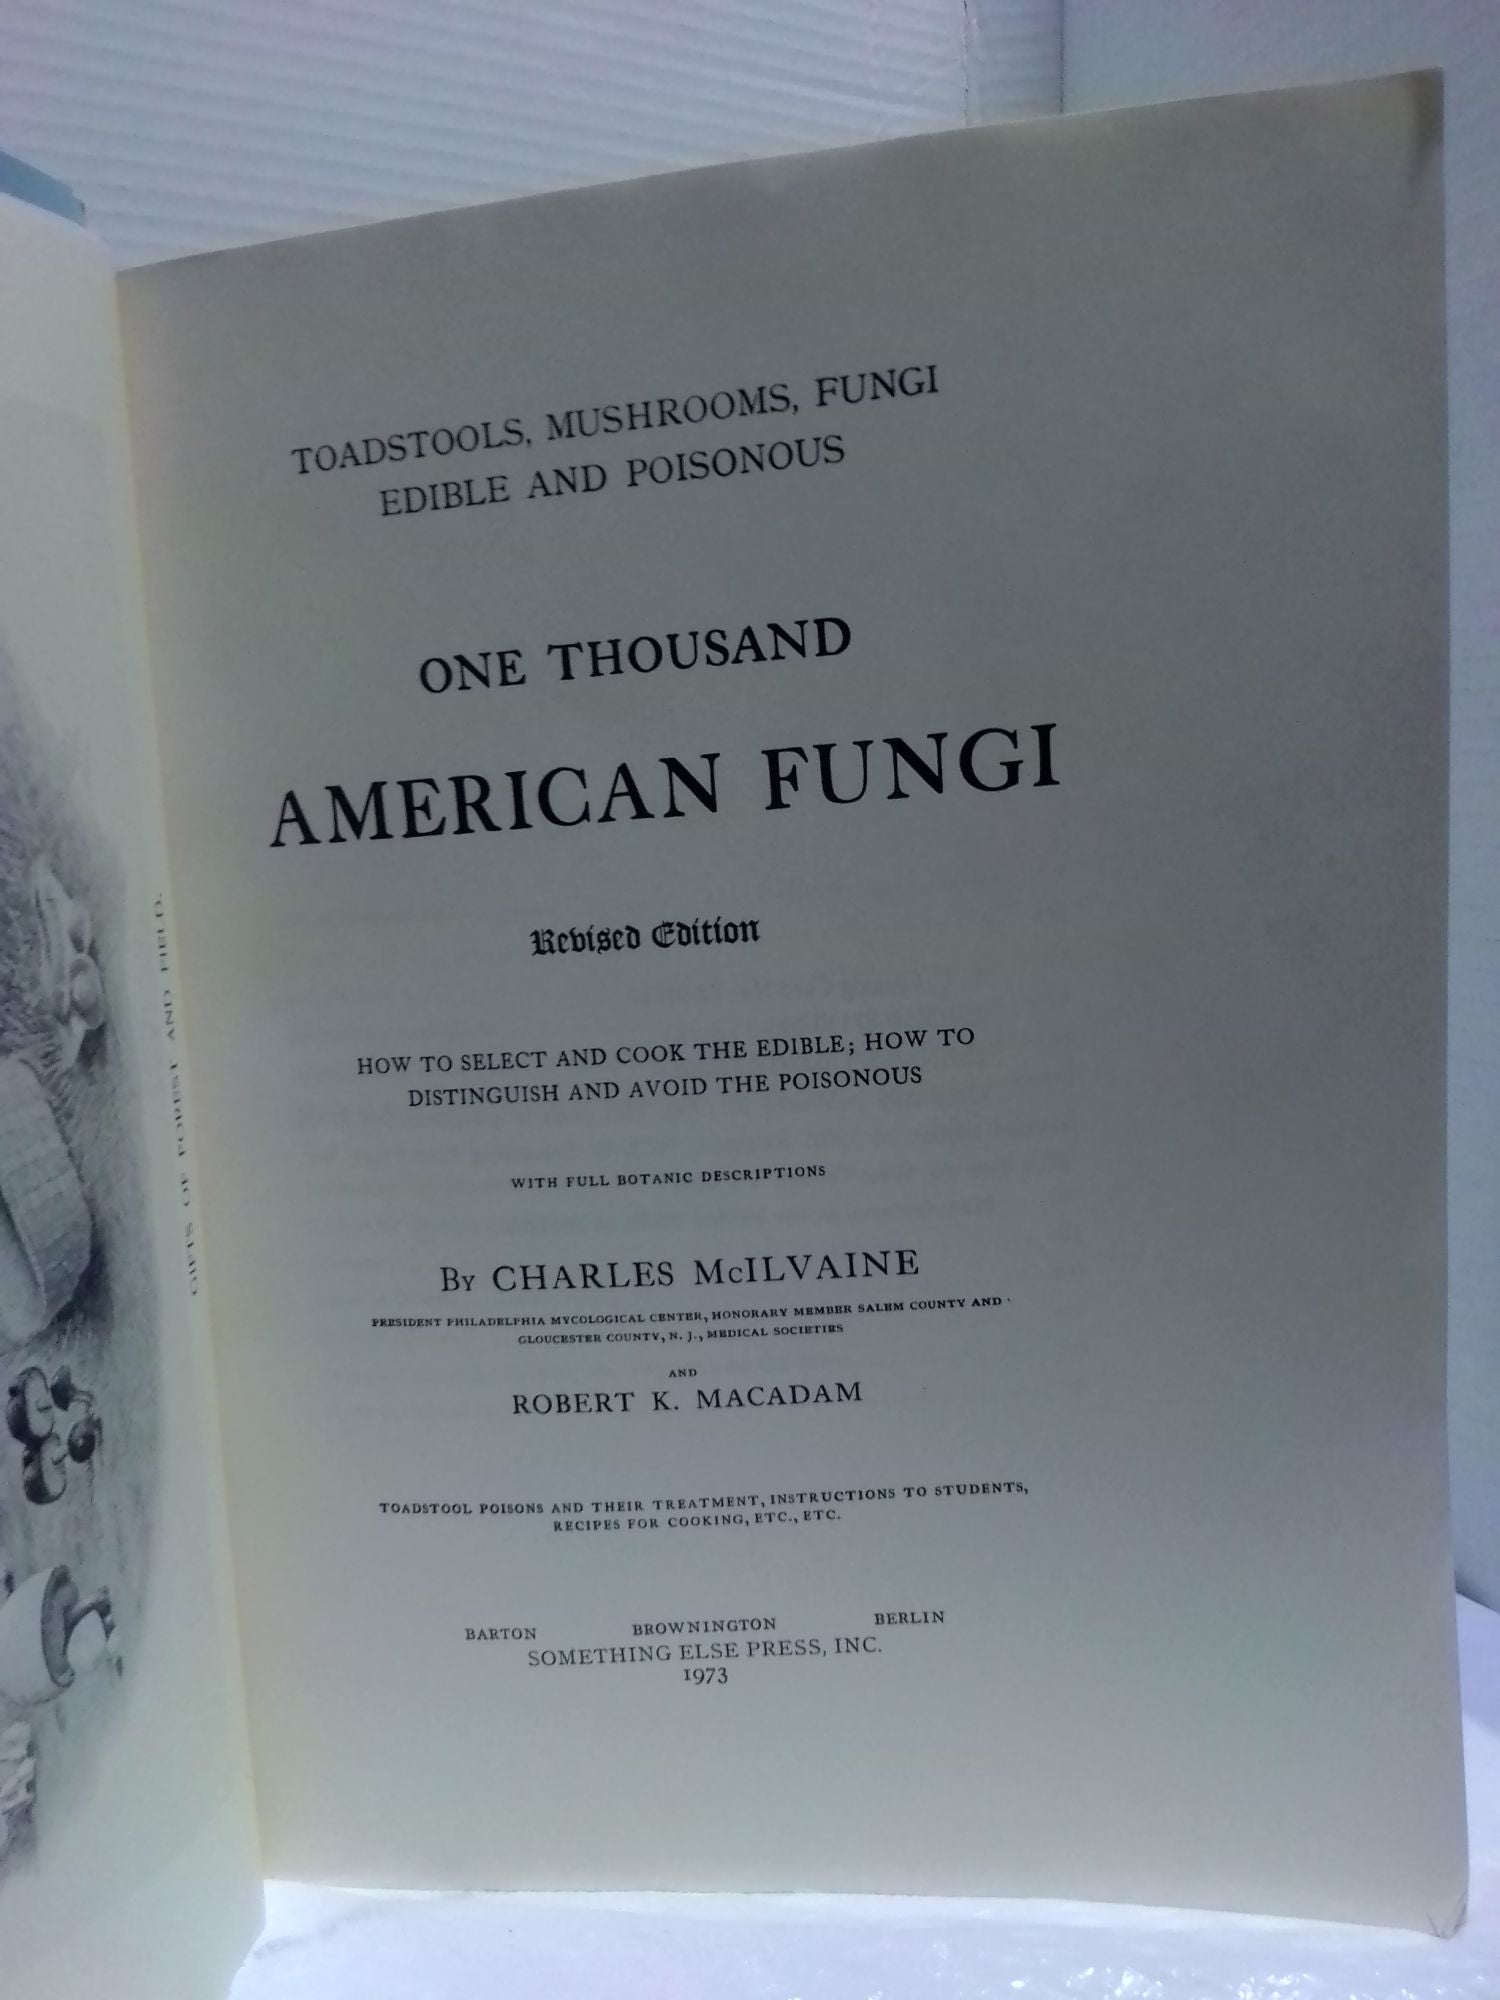 TOADSTOOLS, MUSHROOMS, FUNGI
EDIBLE AND POISONOUS
ONE THOUSAND
AMERICAN FUNGI
Revised Edition
HOW TO SELECT AND COOK THE EDIBLE; HOW TO
DISTINGUISH AND AVOID THE POISONOUS
WITH FULL BOTANIC DESCRIPTIONS
By CHARLES McILVAINE
PRESIDENT PHILADELPHIA MYCOLOGICAL CENTER, HONORARY MEMBER SALEM COUNTY AND
GLOUCESTER COUNTY, N. J., MEDICAL SOCIETIES
AND
ROBERT K. MACADAM
TOADSTOOL POISONS AND THEIR TREATMENT, INSTRUCTIONS TO STUDENTS,
RECIPES FOR COOKING, ETC., ETC.
BARTON BROWNINGTON BERLIN
SOMETHING ELSE PRESS, INC.
1973
GIFTS OF FOREST AND FIELD.